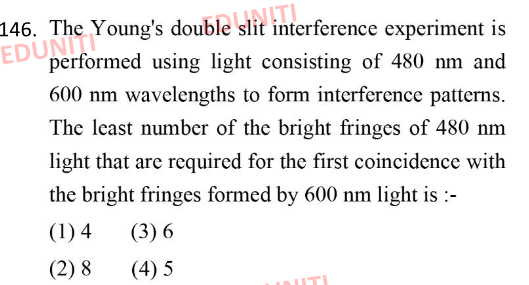 146. The Young's double slit interference experiment is
performed using light consisting of 480 nm and
600 nm wavelengths to form interference patterns.
The least number of the bright fringes of 480 nm
light that are required for the first coincidence with
the bright fringes formed by 600 nm light is :-
(1) 4 (3) 6
(2) 8 (4) 5
EDUNITI
EDUNITI